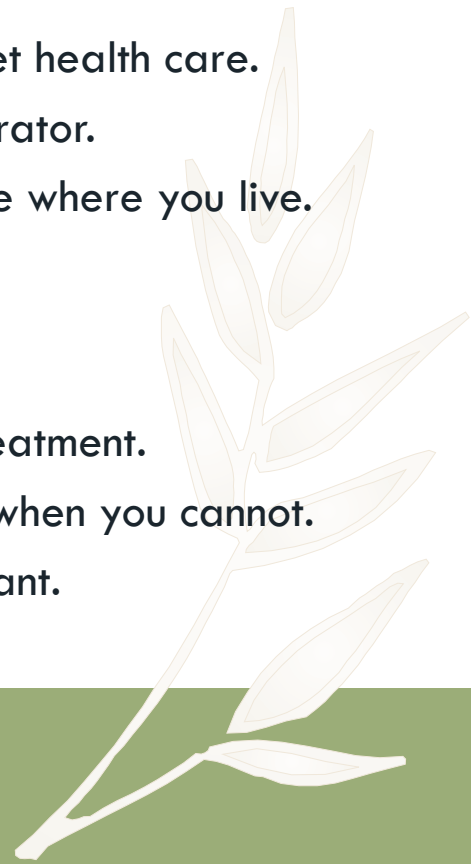 et health care.
rator.
e where you live.
eatment.
when you cannot.
ant.